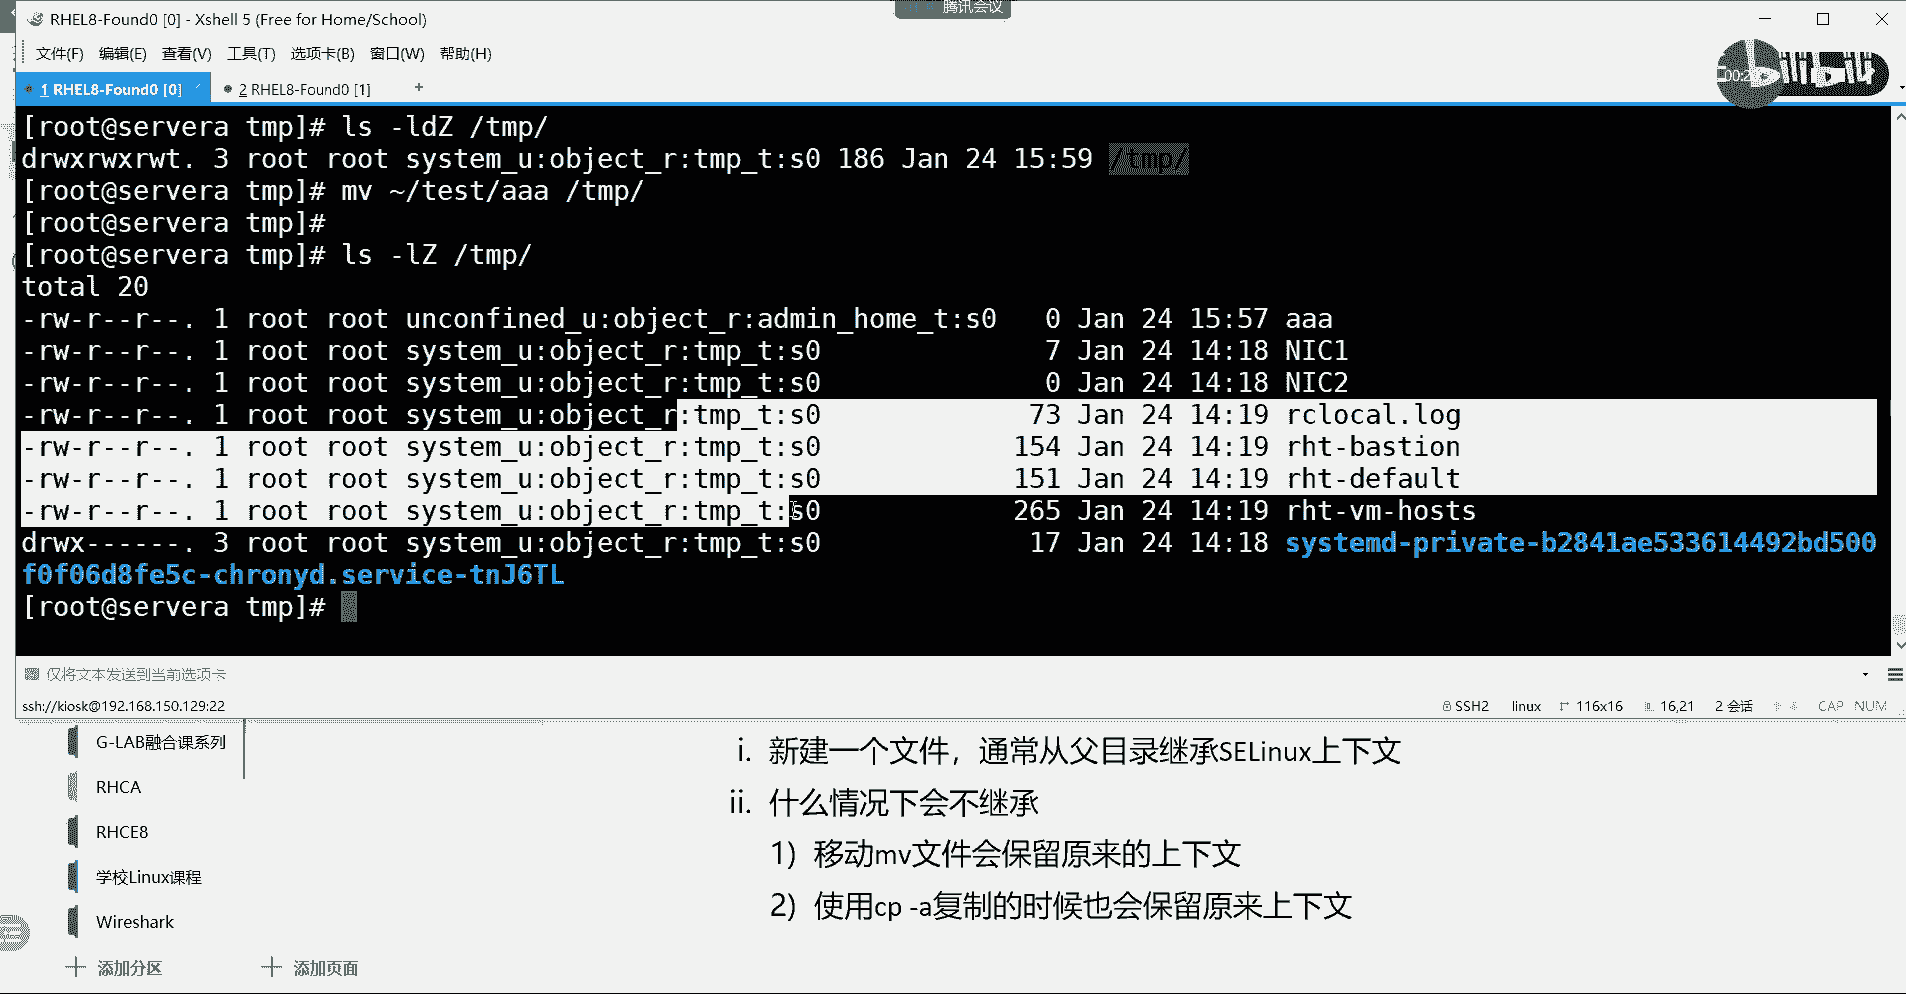 RHEL8-Found0 [0] - Xshell 5 (Free for Home/School)
腾讯会议
文件(F) 编辑(E) 查看(V) 工具(T) 选项卡(B) 窗口(W) 帮助(H)
bilibili
1 RHEL8-Found0 [0] 2 RHEL8-Found0 [1] +
[root@servera tmp]# ls -ldZ /tmp/
drwxrwxrwt. 3 root root system_u:object_r:tmp_t:s0 186 Jan 24 15:59 /tmp/
[root@servera tmp]# mv ~/test/aaa /tmp/
[root@servera tmp]#
[root@servera tmp]# ls -lZ /tmp/
total 20
-rw-r--r--. 1 root root unconfined_u:object_r:admin_home_t:s0 0 Jan 24 15:57 aaa
-rw-r--r--. 1 root root system_u:object_r:tmp_t:s0 7 Jan 24 14:18 NIC1
-rw-r--r--. 1 root root system_u:object_r:tmp_t:s0 0 Jan 24 14:18 NIC2
-rw-r--r--. 1 root root system_u:object_r:tmp_t:s0 73 Jan 24 14:19 rclocal.log
-rw-r--r--. 1 root root system_u:object_r:tmp_t:s0 154 Jan 24 14:19 rht-bastion
-rw-r--r--. 1 root root system_u:object_r:tmp_t:s0 151 Jan 24 14:19 rht-default
-rw-r--r--. 1 root root system_u:object_r:tmp_t:s0 265 Jan 24 14:19 rht-vm-hosts
drwx------. 3 root root system_u:object_r:tmp_t:s0 17 Jan 24 14:18 systemd-private-b2841ae533614492bd500
f0f06d8fe5c-chronyd.service-tnJ6TL
[root@servera tmp]#
仅将文本发送到当前选项卡
ssh://kiosk@192.168.150.129:22 SSH2 linux 116x16 16,21 2 会话 CAP NUM
G-LAB融合课系列
RHCA
RHCE8
学校Linux课程
Wireshark
添加分区 添加页面
i. 新建一个文件，通常从父目录继承SELinux上下文
ii. 什么情况下会不继承
1) 移动mv文件会保留原来的上下文
2) 使用cp -a复制的时候也会保留原来上下文